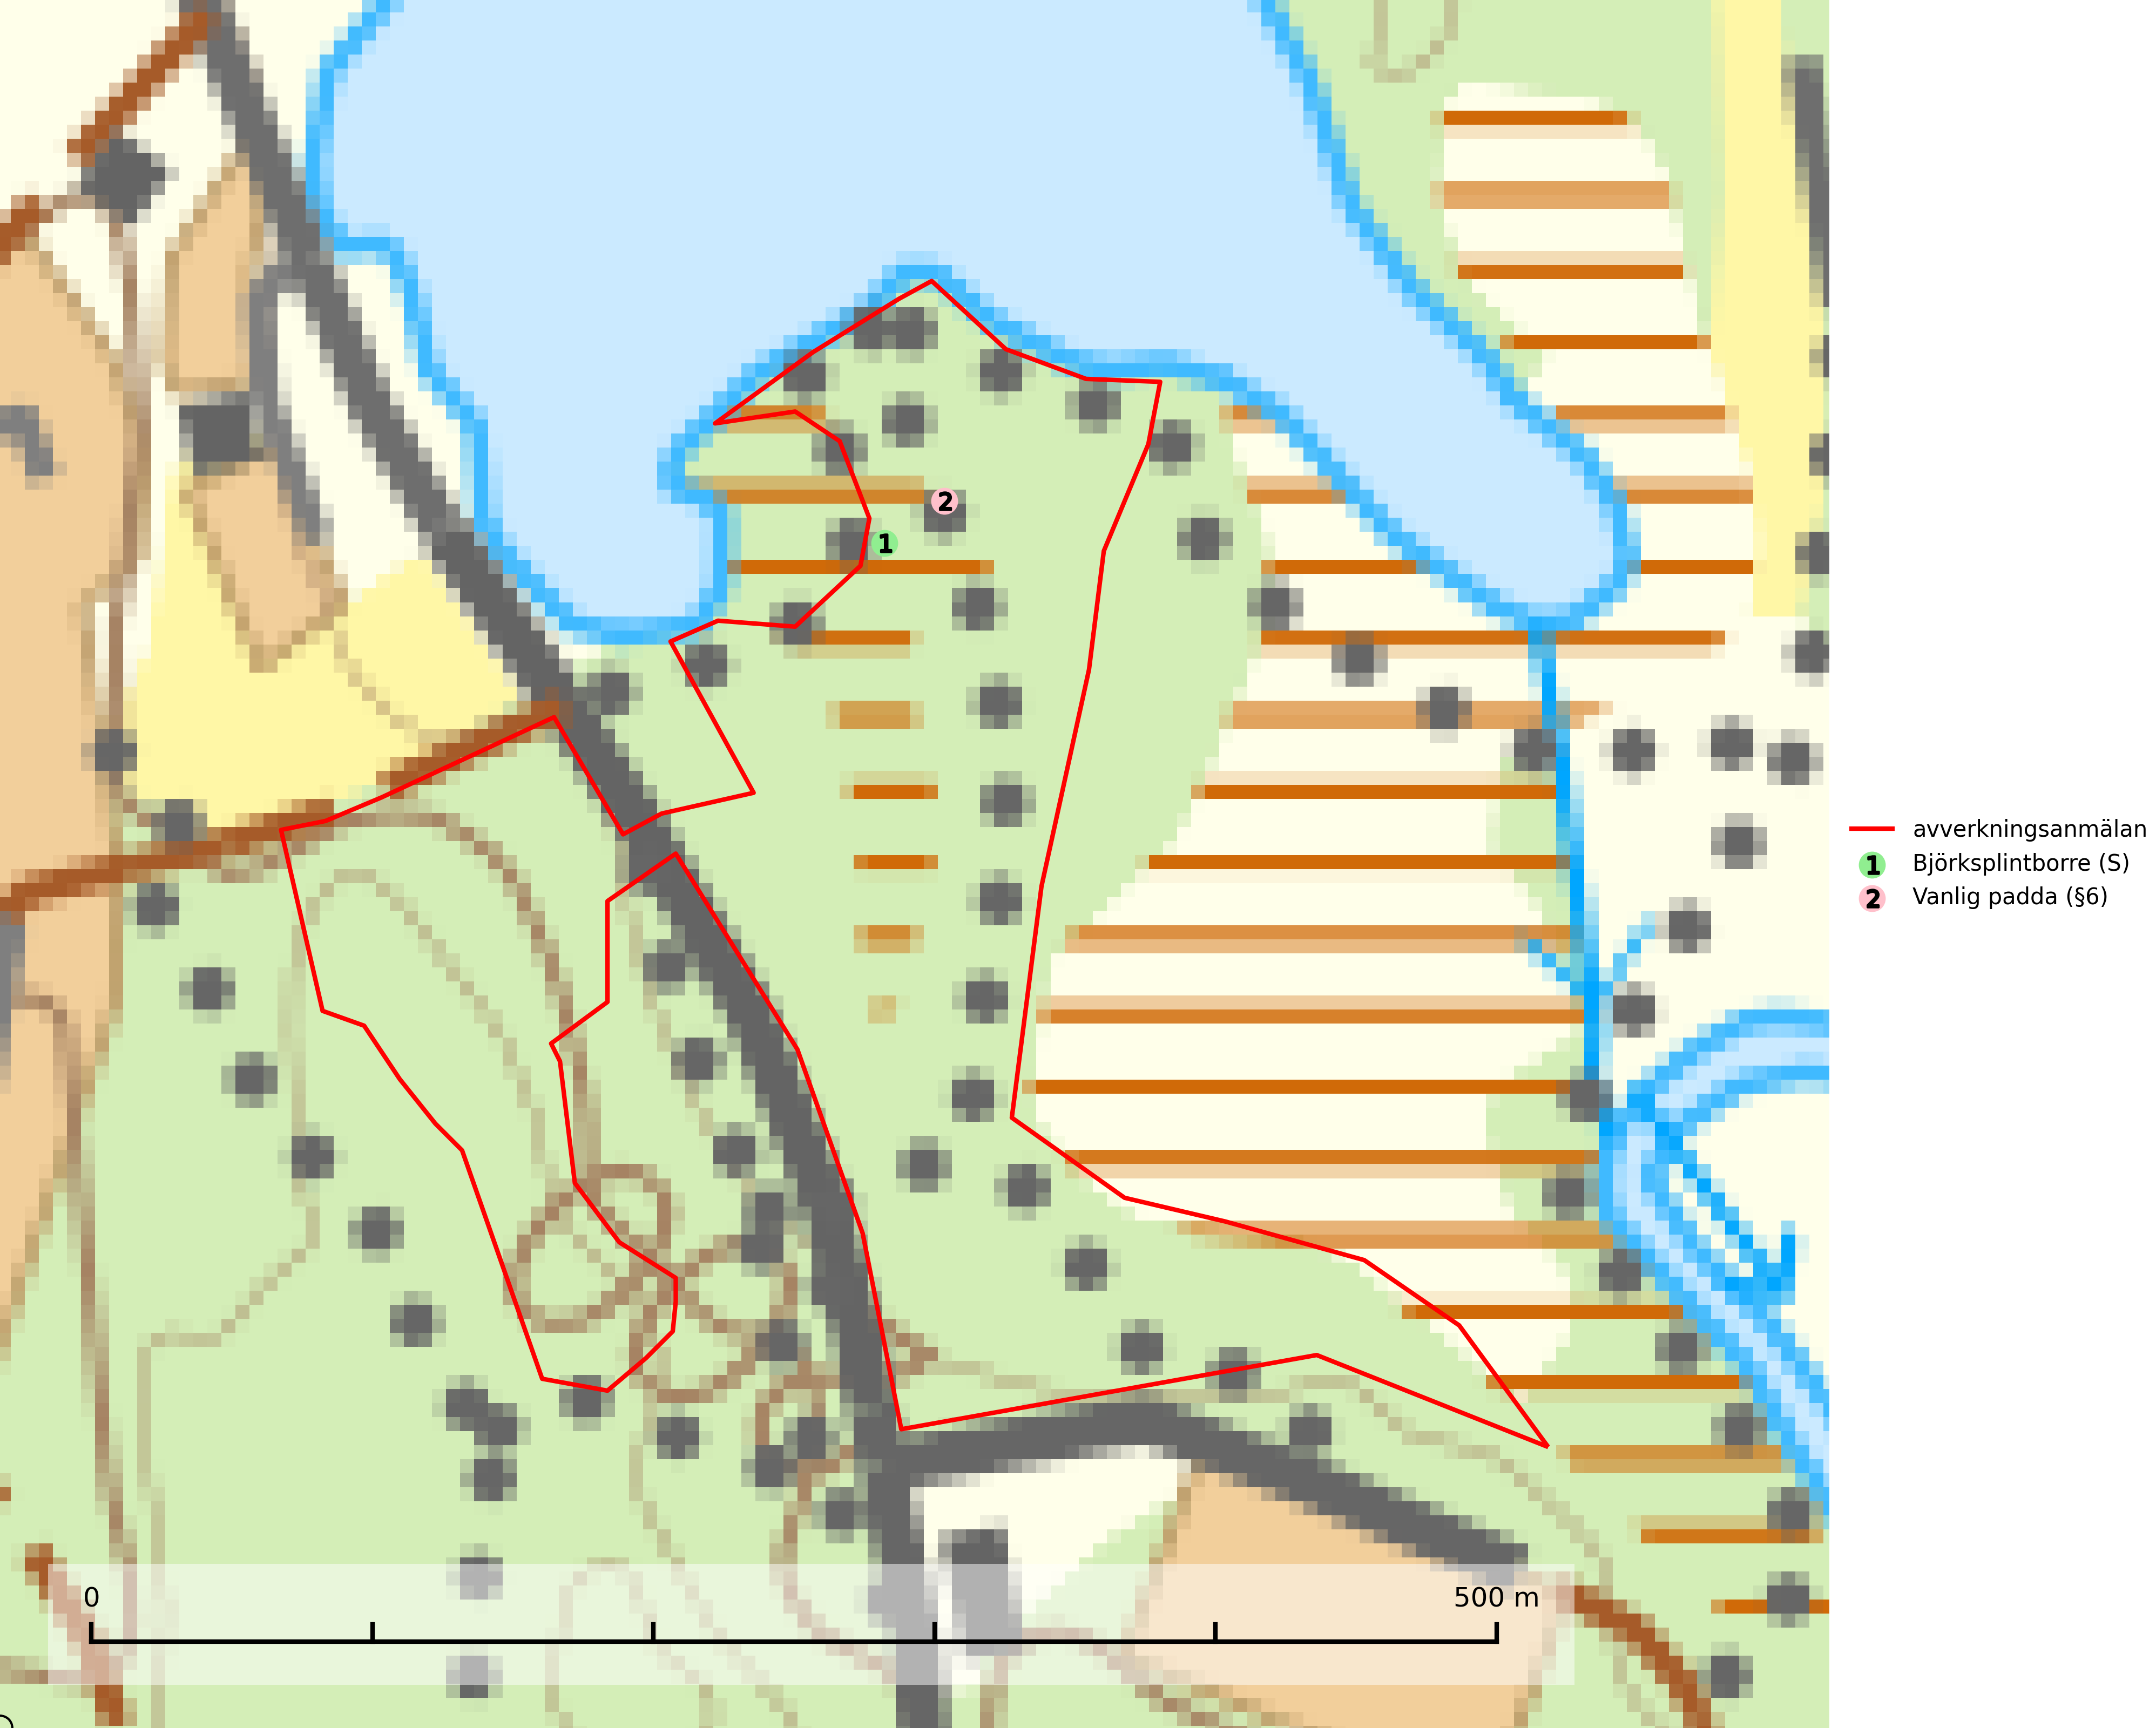 2
1
avverkningsanmälan
1 Björksplintborre (S)
2 Vanlig padda (§6)
0 500 m